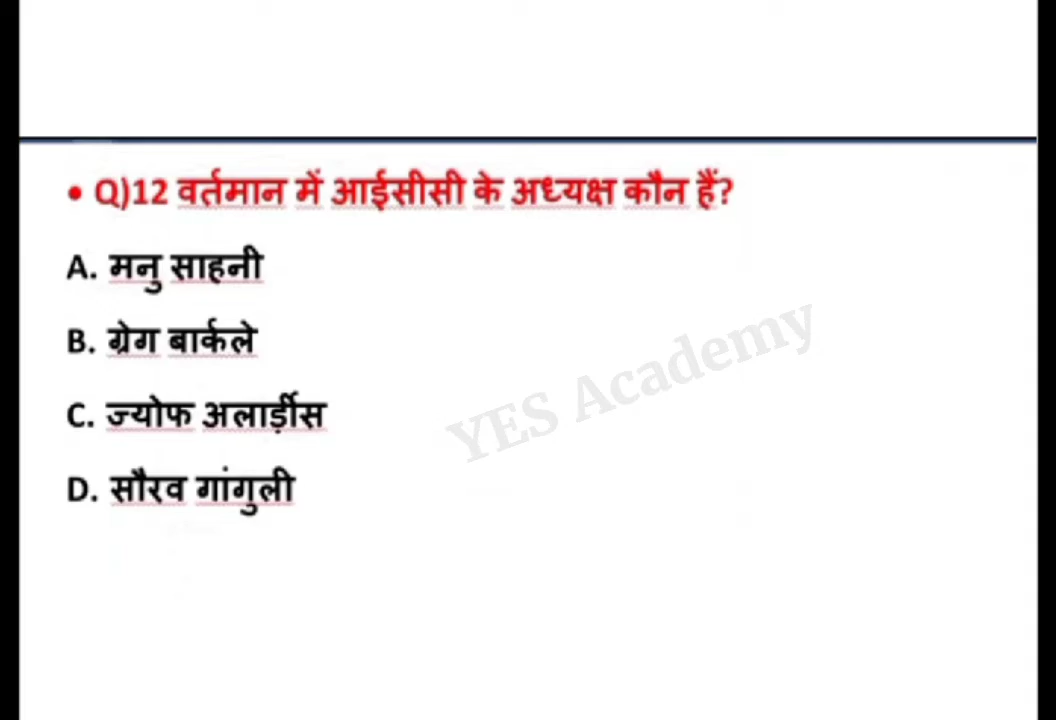 • Q)12 वर्तमान में आईसीसी के अध्यक्ष कौन हैं?
A. मनु साहनी
B. ग्रेग बार्कले
C. ज्योफ अलार्ड़ीस
D. सौरव गांगुली
YES Academy